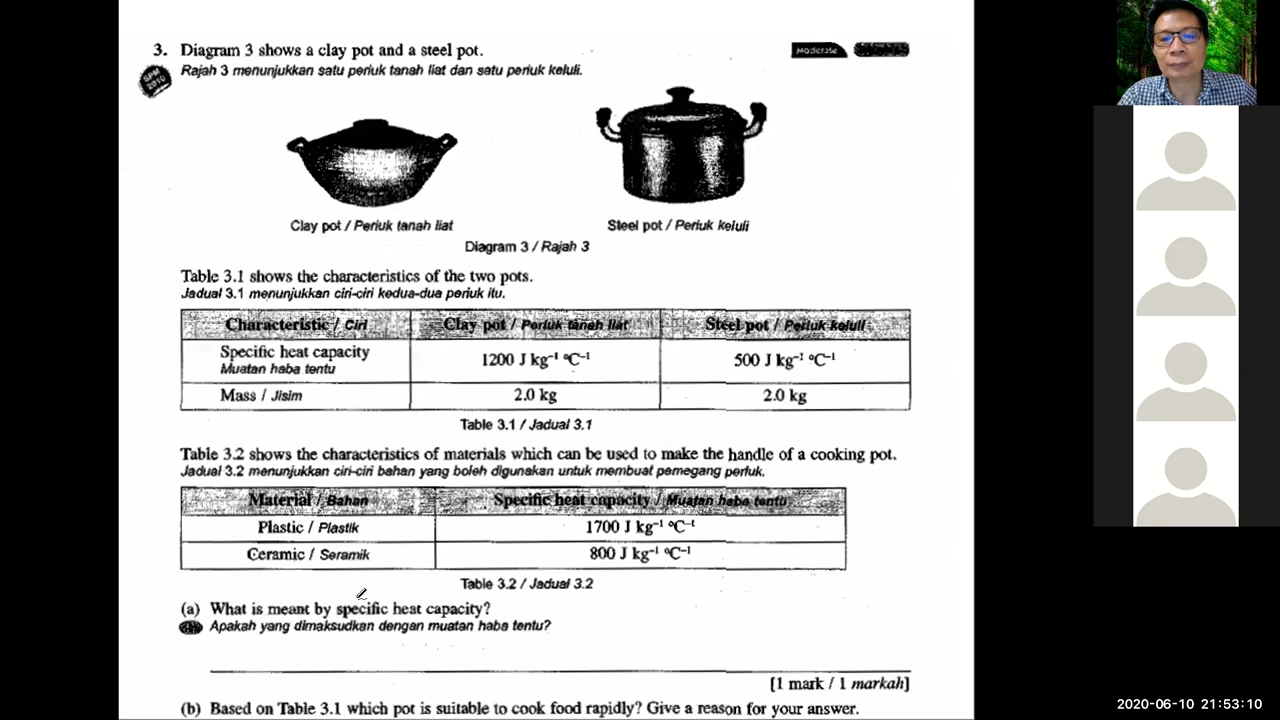 3. Diagram 3 shows a clay pot and a steel pot.
Moderate
Rajah 3 menunjukkan satu periuk tanah liat dan satu periuk keluli.
SPM
2010
Clay pot / Periuk tanah liat
Steel pot / Periuk keluli
Diagram 3 / Rajah 3
Table 3.1 shows the characteristics of the two pots.
Jadual 3.1 menunjukkan ciri-ciri kedua-dua periuk itu.
Characteristic / Ciri Clay pot / Periuk tanah liat Steel pot / Periuk keluli
Specific heat capacity
Muatan haba tentu
1200 J kg⁻¹ °C⁻¹ 500 J kg⁻¹ °C⁻¹
Mass / Jisim 2.0 kg 2.0 kg
Table 3.1 / Jadual 3.1
Table 3.2 shows the characteristics of materials which can be used to make the handle of a cooking pot.
Jadual 3.2 menunjukkan ciri-ciri bahan yang boleh digunakan untuk membuat pemegang periuk.
Material / Bahan Specific heat capacity / Muatan haba tentu
Plastic / Plastik 1700 J kg⁻¹ °C⁻¹
Ceramic / Seramik 800 J kg⁻¹ °C⁻¹
Table 3.2 / Jadual 3.2
(a) What is meant by specific heat capacity?
Apakah yang dimaksudkan dengan muatan haba tentu?
[1 mark / 1 markah]
(b) Based on Table 3.1 which pot is suitable to cook food rapidly? Give a reason for your answer.
2020-06-10 21:53:10